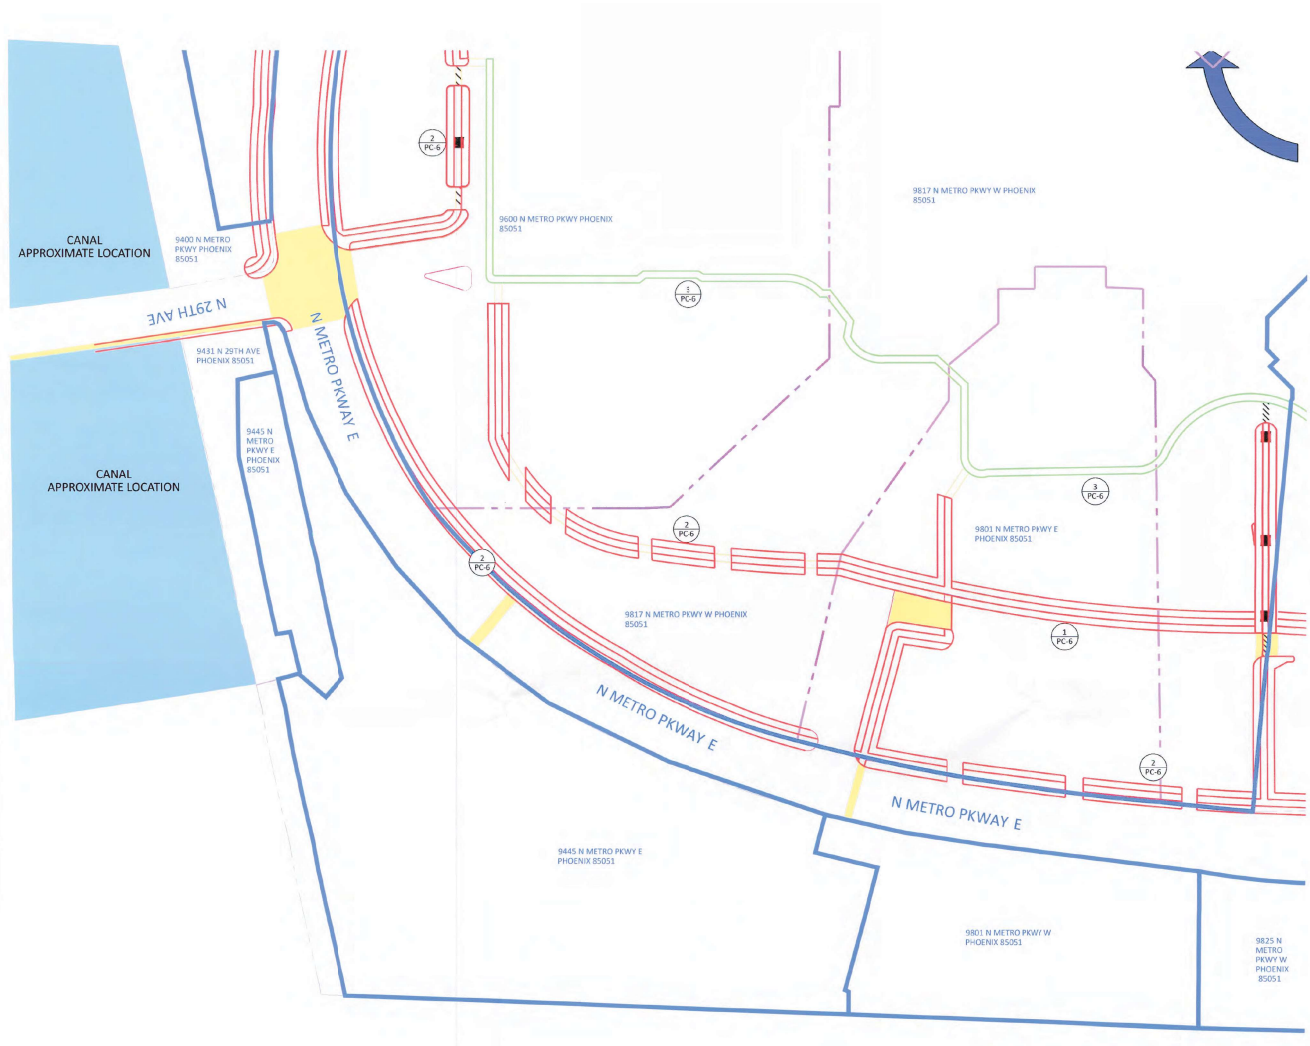 2
PC-6
9817 N METRO PKWY W PHOENIX
85051
9600 N METRO PKWY PHOENIX
85051
CANAL
APPROXIMATE LOCATION
9400 N METRO
PKWY PHOENIX
85051
3
PC-6
N 29TH AVE
N METRO PKWAY E
9431 N 29TH AVE
PHOENIX 85051
9445 N
METRO
PKWY E
PHOENIX
85051
CANAL
APPROXIMATE LOCATION
3
PC-6
2
PC-6
9801 N METRO PKWY E
PHOENIX 85051
2
PC-6
9817 N METRO PKWY W PHOENIX
85051
1
PC-6
N METRO PKWAY E
2
PC-6
N METRO PKWAY E
9445 N METRO PKWY E
PHOENIX 85051
9801 N METRO PKW/ W
PHOENIX 85051
9825 N
METRO
PKWY W
PHOENIX
85051